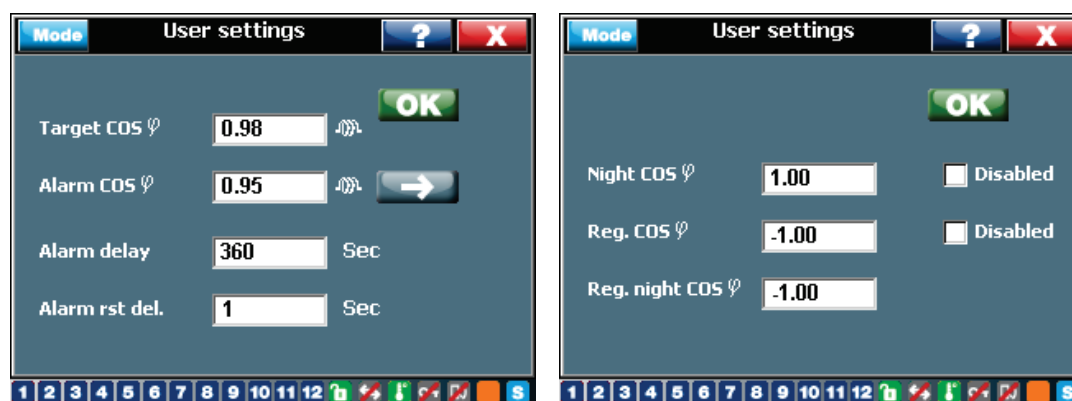 Mode User settings ? X
OK
Target COS φ 0.98
Alarm COS φ 0.95
Alarm delay 360 Sec
Alarm rst del. 1 Sec
1 2 3 4 5 6 7 8 9 10 11 12 S
Mode User settings ? X
OK
Night COS φ 1.00 Disabled
Reg. COS φ -1.00 Disabled
Reg. night COS φ -1.00
1 2 3 4 5 6 7 8 9 10 11 12 S